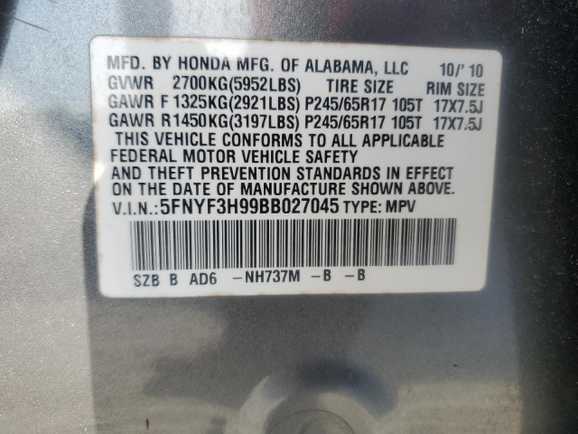 MFD. BY HONDA MFG. OF ALABAMA, LLC 10/'10
GVWR 2700KG(5952LBS) TIRE SIZE RIM SIZE
GAWR F 1325KG(2921LBS) P245/65R17 105T 17X7.5J
GAWR R 1450KG(3197LBS) P245/65R17 105T 17X7.5J
THIS VEHICLE CONFORMS TO ALL APPLICABLE
FEDERAL MOTOR VEHICLE SAFETY
AND THEFT PREVENTION STANDARDS IN EFFECT
ON THE DATE OF MANUFACTURE SHOWN ABOVE.
V.I.N.:5FNYF3H99BB027045 TYPE: MPV
SZB B AD6 -NH737M -B -B